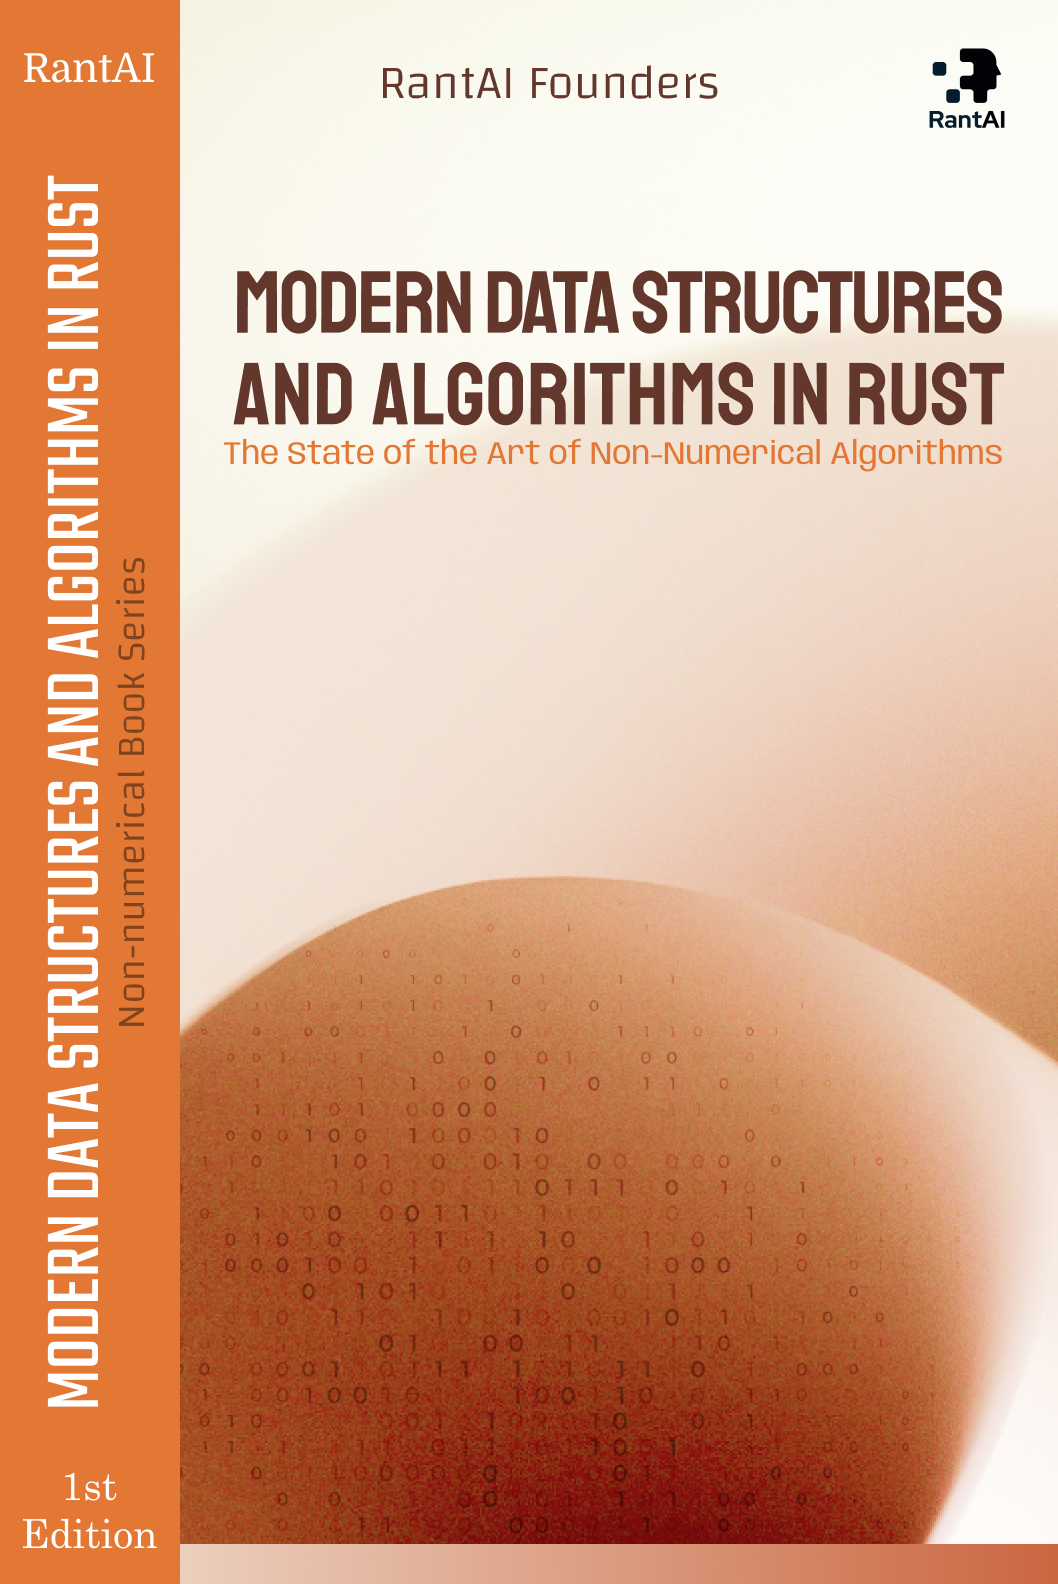 RantAI
MODERN DATA STRUCTURES AND ALGORITHMS IN RUST
Non-numerical Book Series
1st
Edition
RantAI Founders
RantAI
MODERN DATA STRUCTURES
AND ALGORITHMS IN RUST
The State of the Art of Non-Numerical Algorithms